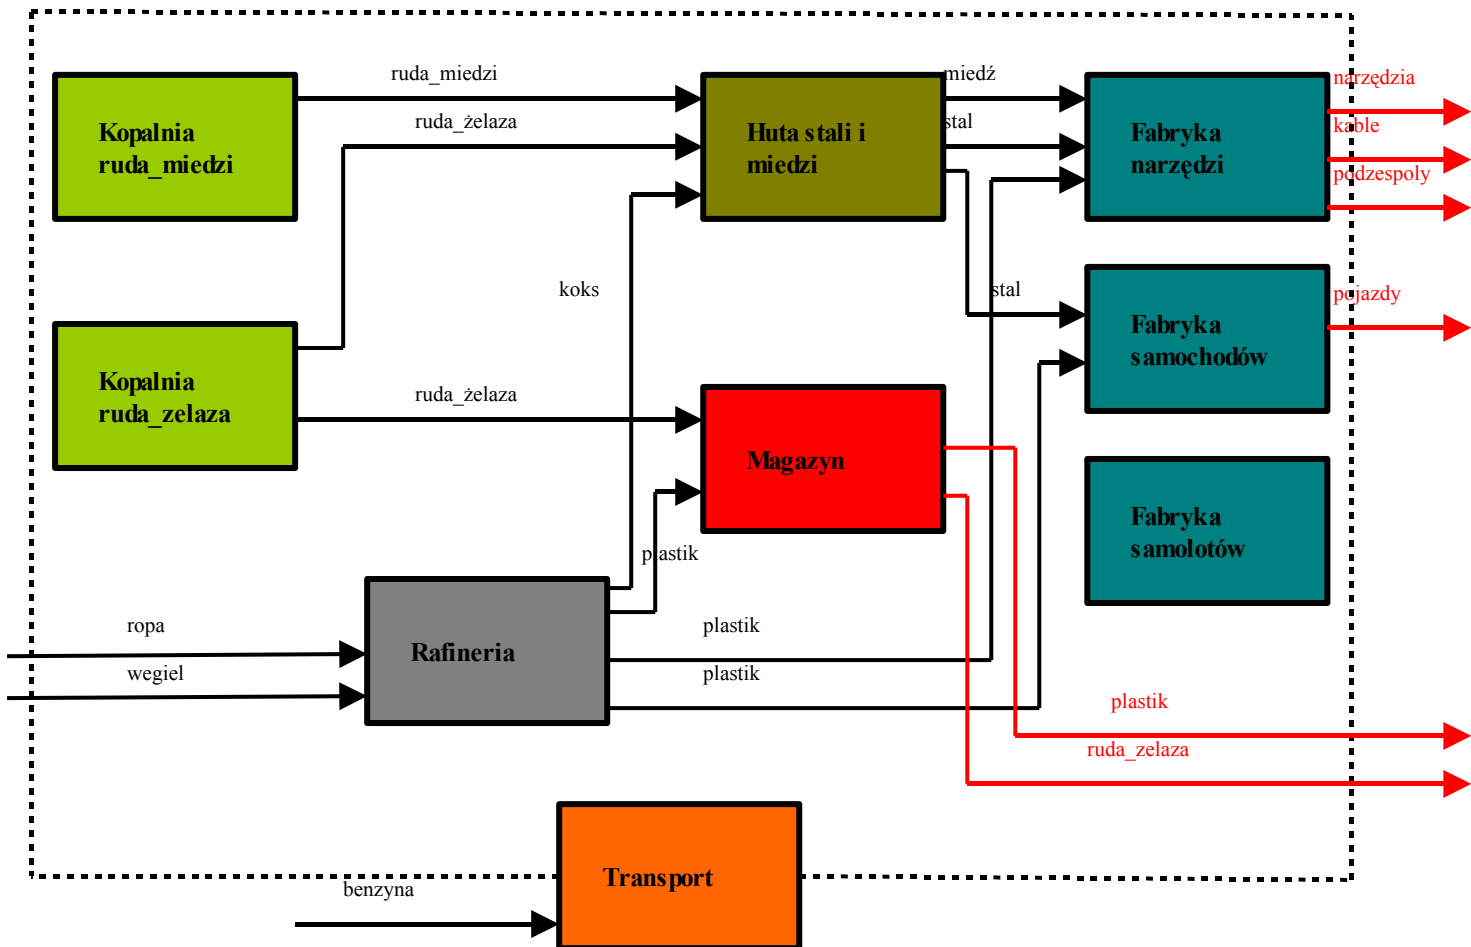 ruda_miedzi
miedź
narzędzia
Kopalnia
ruda_miedzi
ruda_żelaza
Huta stali i
miedzi
stal
Fabryka
narzędzi
kable
podzespoly
koks
stal
pojazdy
Kopalnia
ruda_zelaza
ruda_żelaza
Fabryka
samochodów
Magazyn
Fabryka
samolotów
plastik
ropa
wegiel
Rafineria
plastik
plastik
plastik
ruda_zelaza
benzyna
Transport